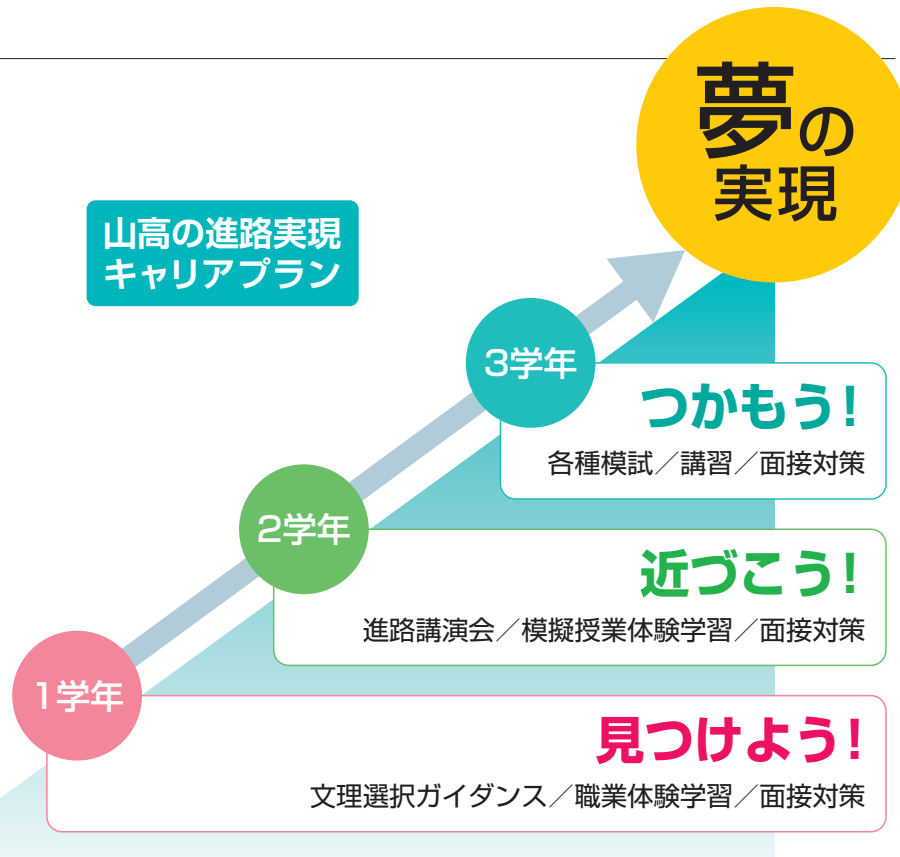 夢の
実現
山高の進路実現
キャリアプラン
3学年
つかもう!
各種模試／講習／面接対策
2学年
近づこう!
進路講演会／模擬授業体験学習／面接対策
1学年
見つけよう!
文理選択ガイダンス／職業体験学習／面接対策